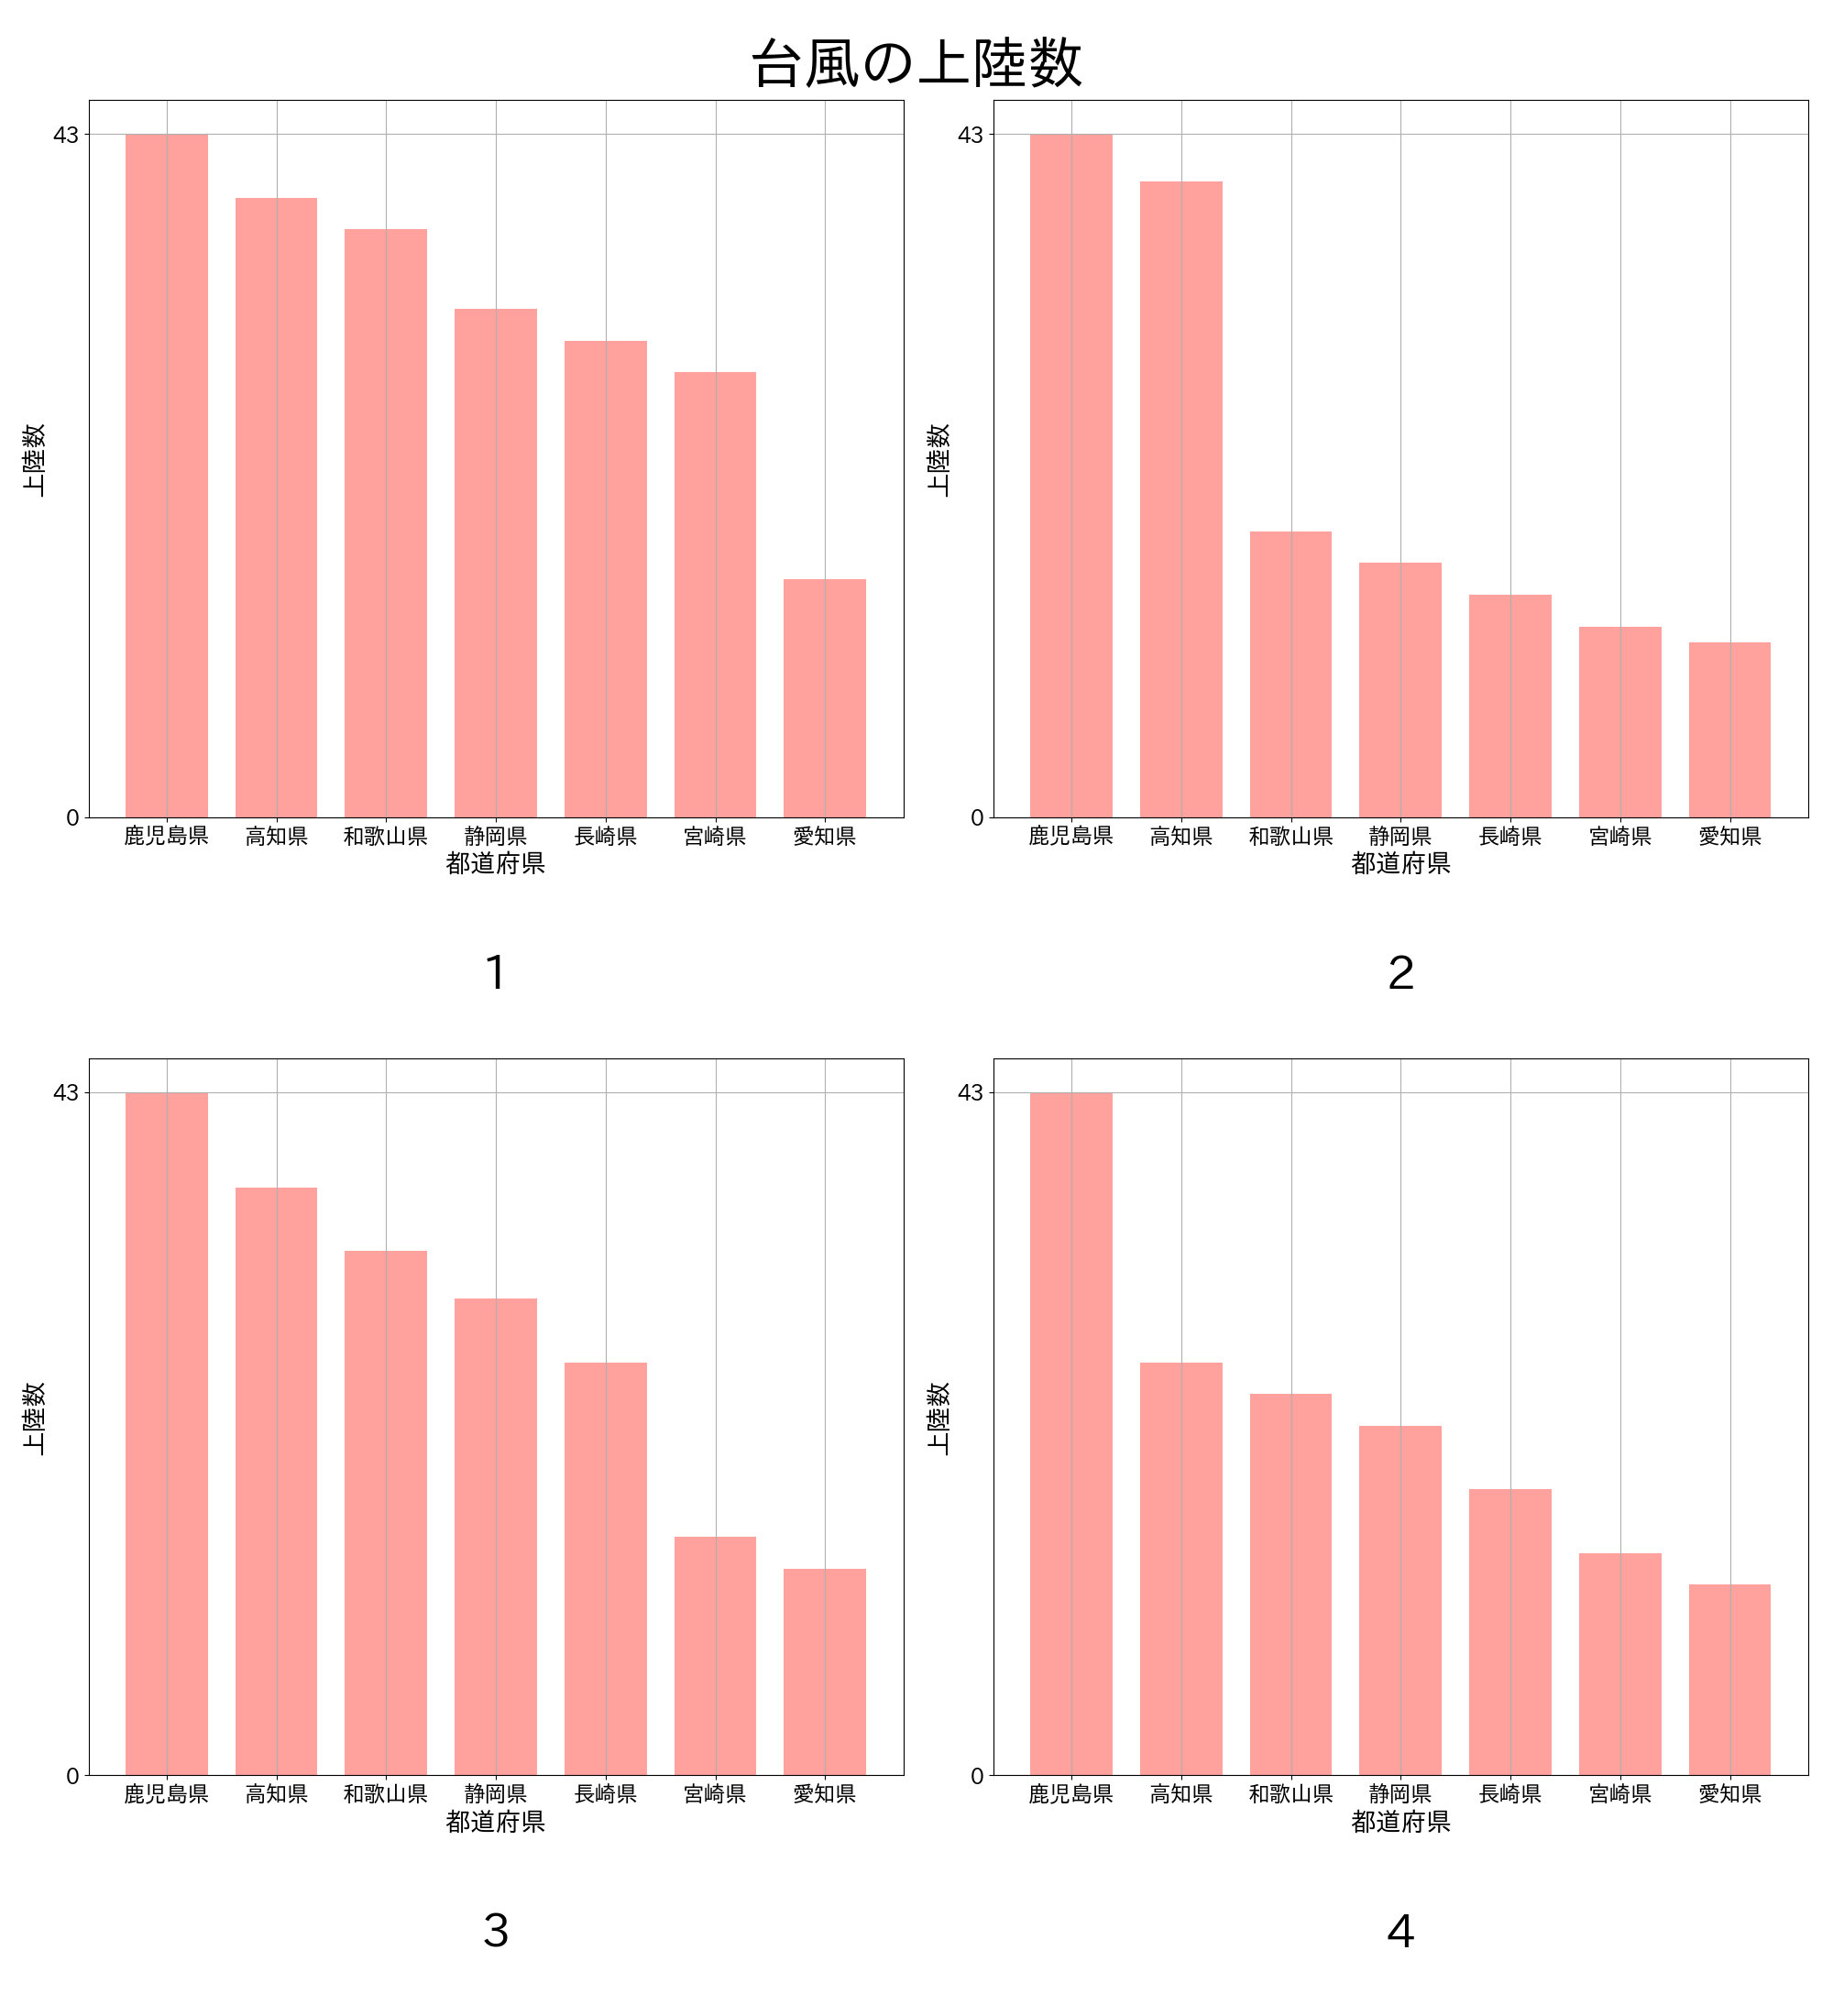 台風の上陸数
43
0
上陸数
鹿児島県 高知県 和歌山県 静岡県 長崎県 宮崎県 愛知県
都道府県
1
43
0
上陸数
鹿児島県 高知県 和歌山県 静岡県 長崎県 宮崎県 愛知県
都道府県
2
43
0
上陸数
鹿児島県 高知県 和歌山県 静岡県 長崎県 宮崎県 愛知県
都道府県
3
43
0
上陸数
鹿児島県 高知県 和歌山県 静岡県 長崎県 宮崎県 愛知県
都道府県
4